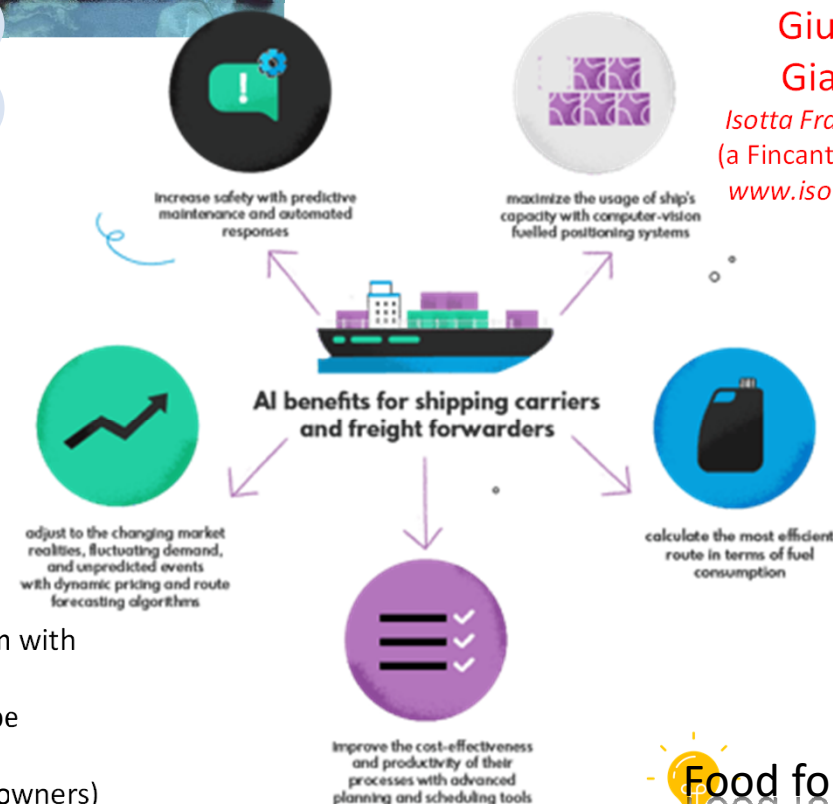 Giu
Gia
Isotta Fra
(a Fincant
www.iso
increase safety with predictive
maintenance and automated
responses
maximize the usage of ship's
capacity with computer-vision
fuelled positioning systems
AI benefits for shipping carriers
and freight forwarders
adjust to the changing market
realities, fluctuating demand,
and unpredicted events
with dynamic pricing and route
forecasting algorithms
calculate the most efficient
route in terms of fuel
consumption
m with
pe
owners)
improve the cost-effectiveness
and productivity of their
processes with advanced
planning and scheduling tools
Food fo